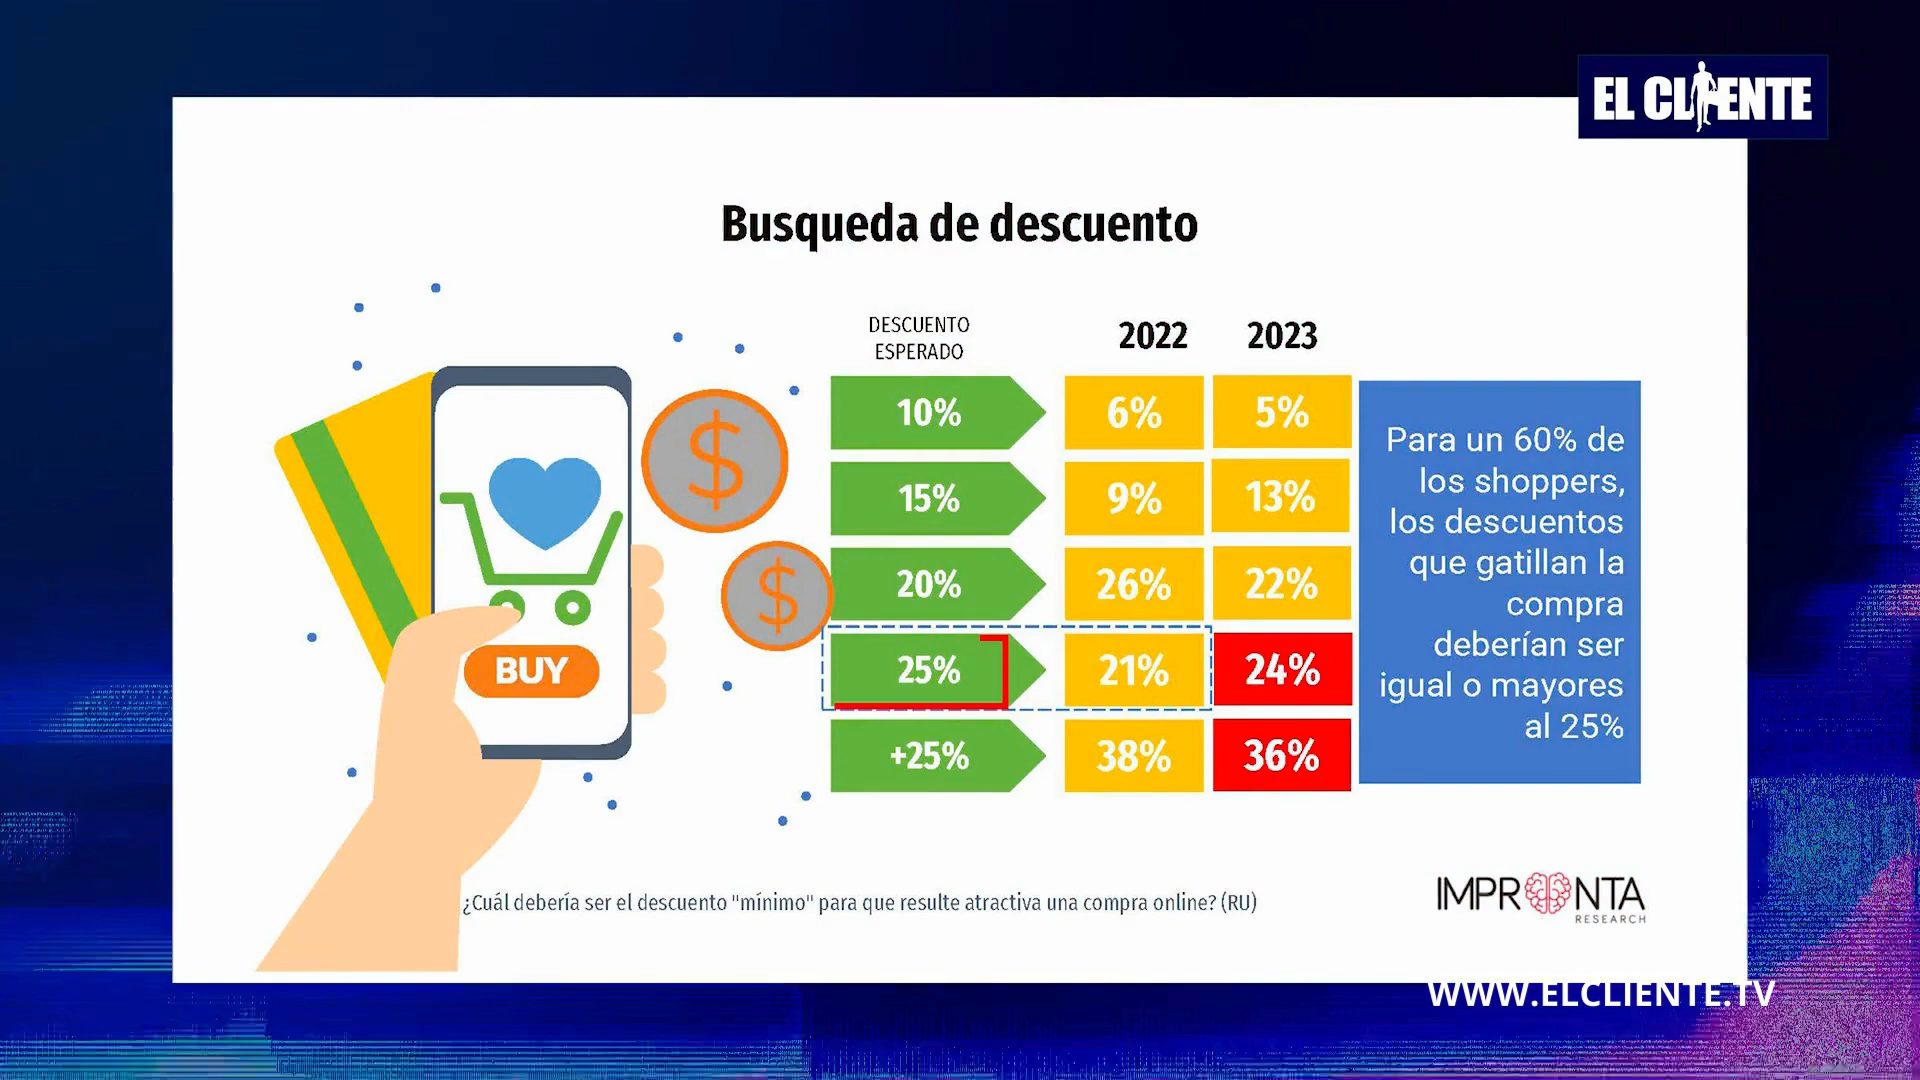 EL CLIENTE
Busqueda de descuento
DESCUENTO
ESPERADO
2022
2023
10%
6%
5%
15%
9%
13%
20%
26%
22%
25%
21%
24%
+25%
38%
36%
Para un 60% de
los shoppers,
los descuentos
que gatillan la
compra
deberían ser
igual o mayores
al 25%
$
$
BUY
¿Cuál debería ser el descuento "mínimo" para que resulte atractiva una compra online? (RU)
IMPRONTA
RESEARCH
WWW.ELCLIENTE.TV